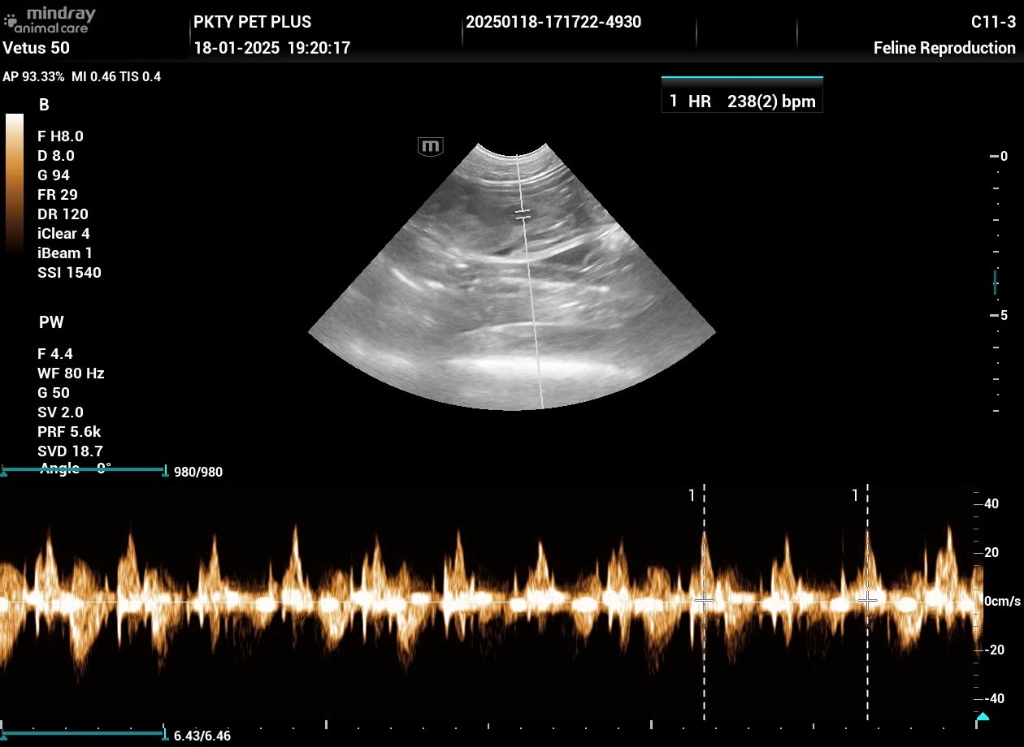 mindray
animalcare
Vetus 50
PKTY PET PLUS
18-01-2025 19:20:17
20250118-171722-4930
C11-3
Feline Reproduction
AP 93.33% MI 0.46 TIS 0.4
1 HR 238(2) bpm
B
F H8.0
D 8.0
G 94
FR 29
DR 120
iClear 4
iBeam 1
SSI 1540
m
0
5
PW
F 4.4
WF 80 Hz
G 50
SV 2.0
PRF 5.6k
SVD 18.7
Angle 0°
980/980
1
1
40
20
0cm/s
-20
-40
6.43/6.46